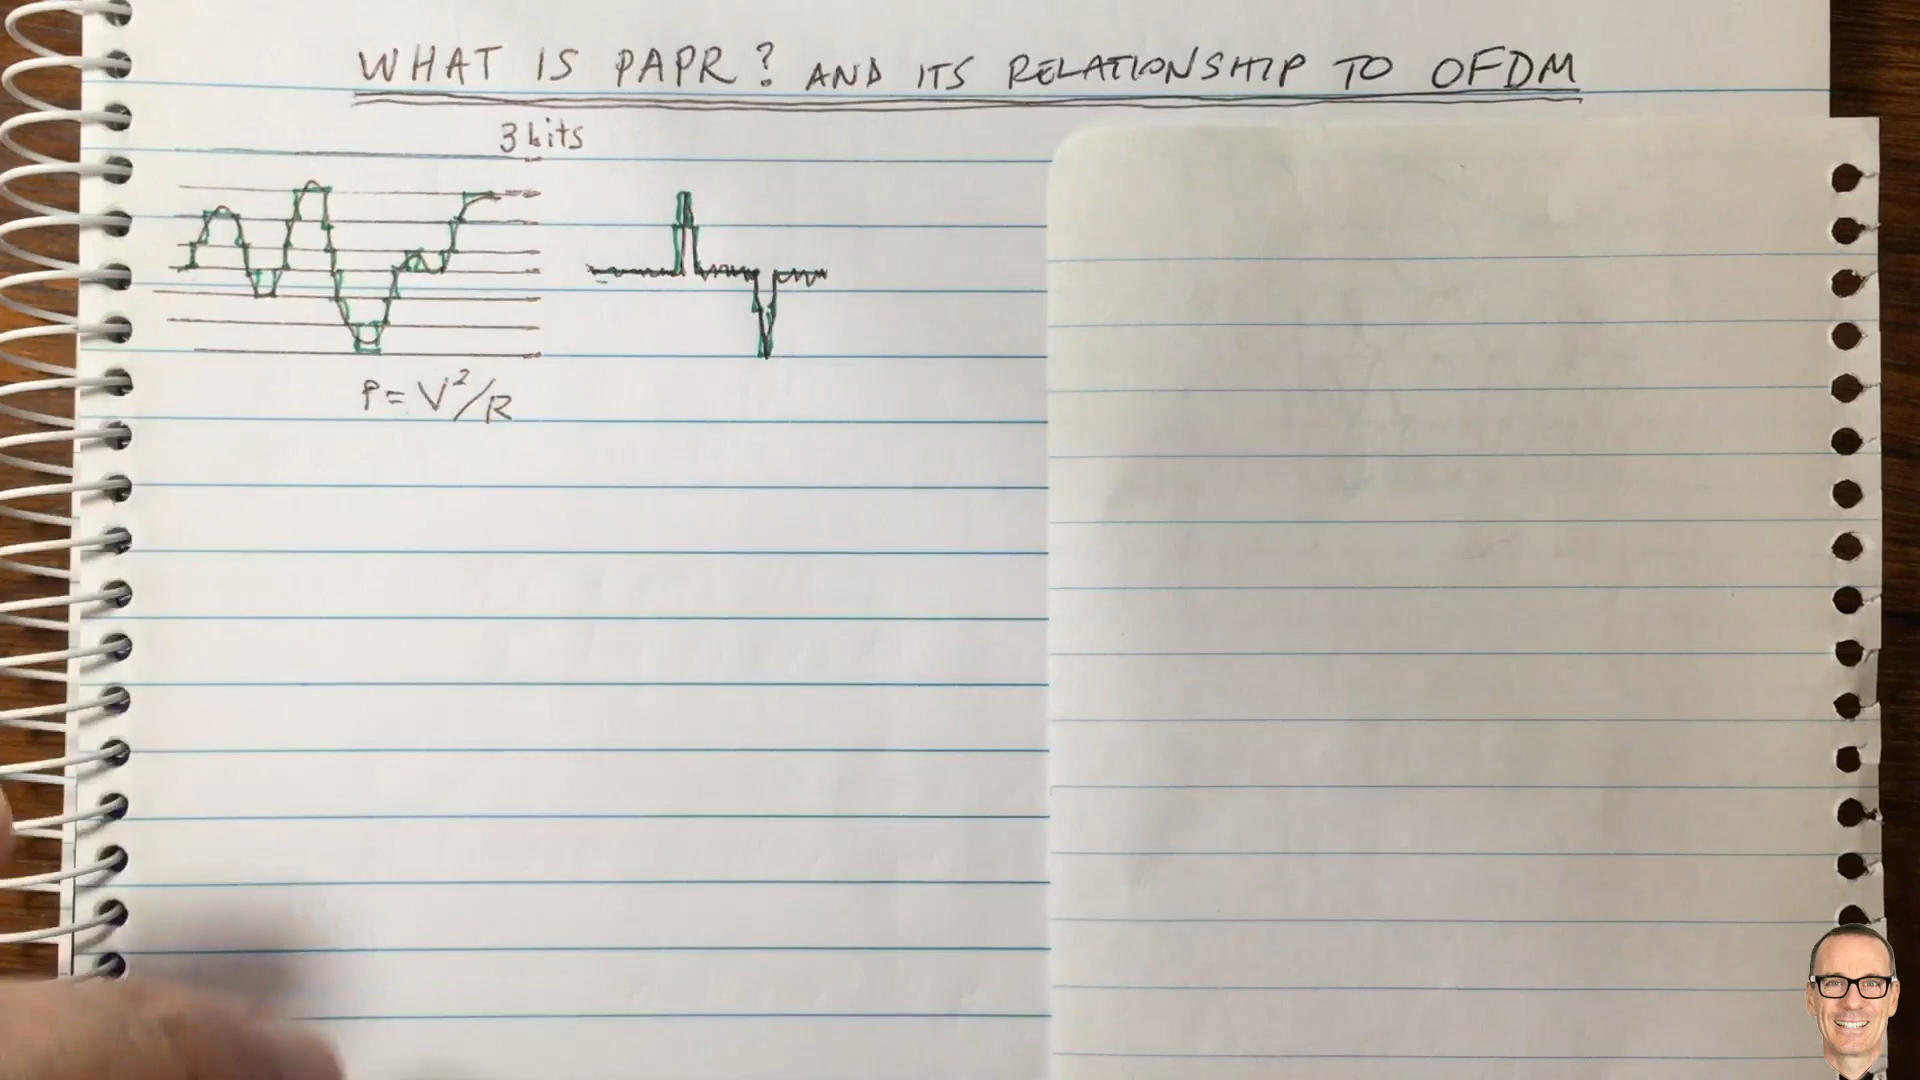 WHAT IS PAPR? AND ITS RELATIONSHIP TO OFDM
3 bits
P = V²/R